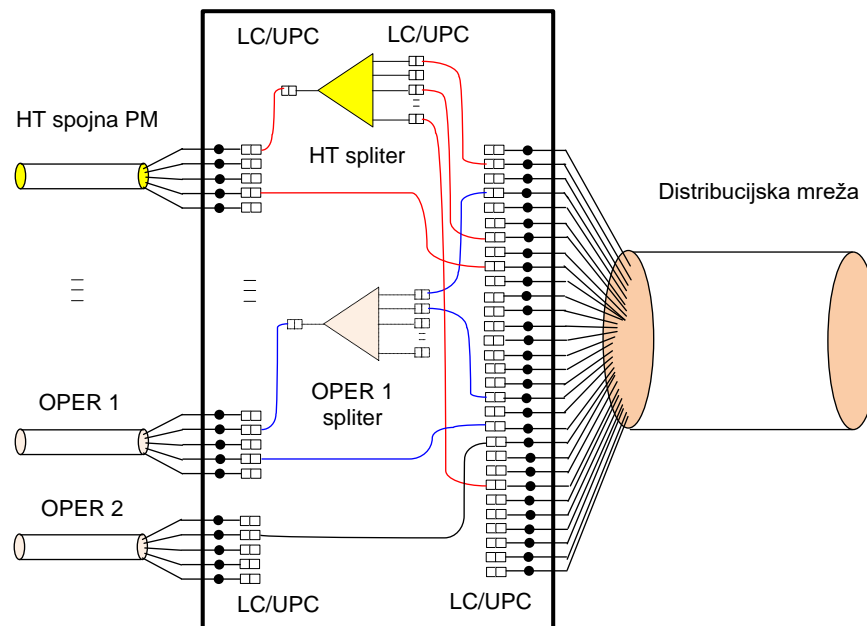 LC/UPC
LC/UPC
HT spojna PM
HT spliter
Distribucijska mreža
OPER 1
OPER 1
spliter
OPER 2
LC/UPC
LC/UPC